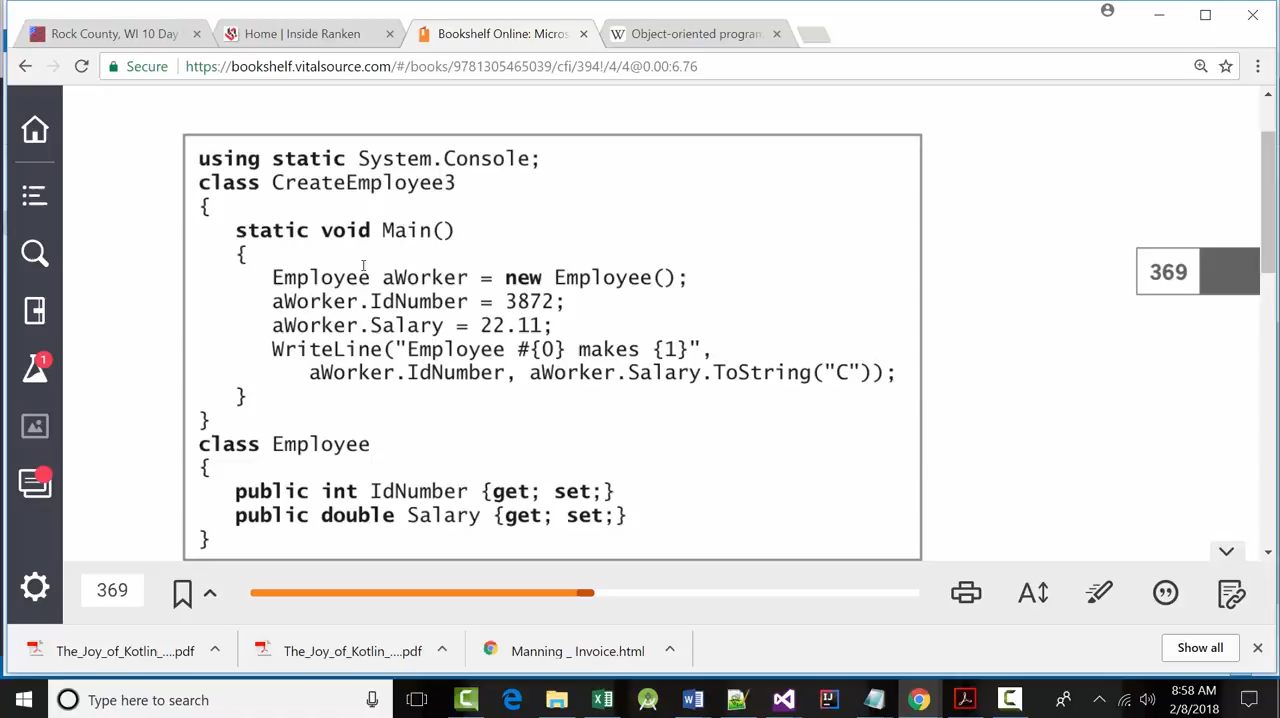 Rock County, WI 10 Day
Home | Inside Ranken
Bookshelf Online: Micros
W Object-oriented program
Secure
https://bookshelf.vitalsource.com/#/books/9781305465039/cfi/394!/4/4@0.00:6.76
using static System.Console;
class CreateEmployee3
{
static void Main()
{
Employee aWorker = new Employee();
aWorker.IdNumber = 3872;
aWorker.Salary = 22.11;
WriteLine("Employee #{0} makes {1}",
aWorker.IdNumber, aWorker.Salary.ToString("C"));
}
}
class Employee
{
public int IdNumber {get; set;}
public double Salary {get; set;}
}
369
1
369
The_Joy_of_Kotlin_....pdf
The_Joy_of_Kotlin_....pdf
Manning _ Invoice.html
Show all
Type here to search
8:58 AM
2/8/2018